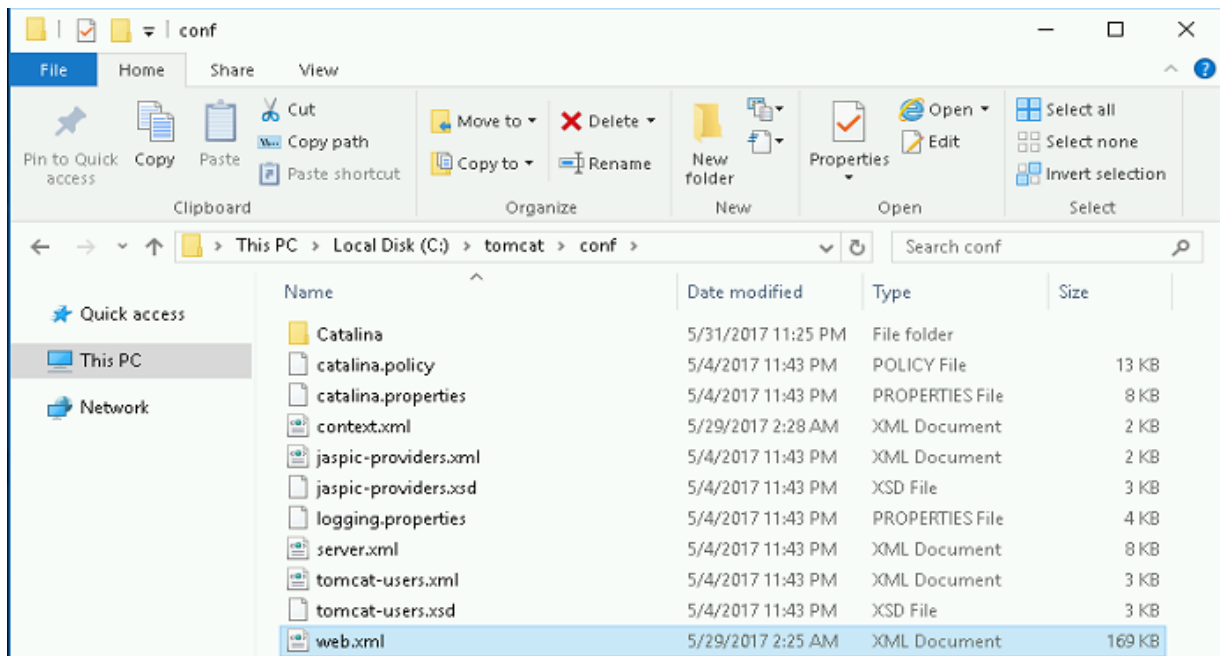 conf
File Home Share View
Pin to Quick access
Copy
Paste
Cut
Copy path
Paste shortcut
Clipboard
Move to
Copy to
Delete
Rename
Organize
New folder
New
Properties
Open
Edit
Open
Select all
Select none
Invert selection
Select
This PC > Local Disk (C:) > tomcat > conf >
Search conf
Quick access
This PC
Network
Name Date modified Type Size
Catalina 5/31/2017 11:25 PM File folder
catalina.policy 5/4/2017 11:43 PM POLICY File 13 KB
catalina.properties 5/4/2017 11:43 PM PROPERTIES File 8 KB
context.xml 5/29/2017 2:28 AM XML Document 2 KB
jaspic-providers.xml 5/4/2017 11:43 PM XML Document 2 KB
jaspic-providers.xsd 5/4/2017 11:43 PM XSD File 3 KB
logging.properties 5/4/2017 11:43 PM PROPERTIES File 4 KB
server.xml 5/4/2017 11:43 PM XML Document 8 KB
tomcat-users.xml 5/4/2017 11:43 PM XML Document 3 KB
tomcat-users.xsd 5/4/2017 11:43 PM XSD File 3 KB
web.xml 5/29/2017 2:25 AM XML Document 169 KB